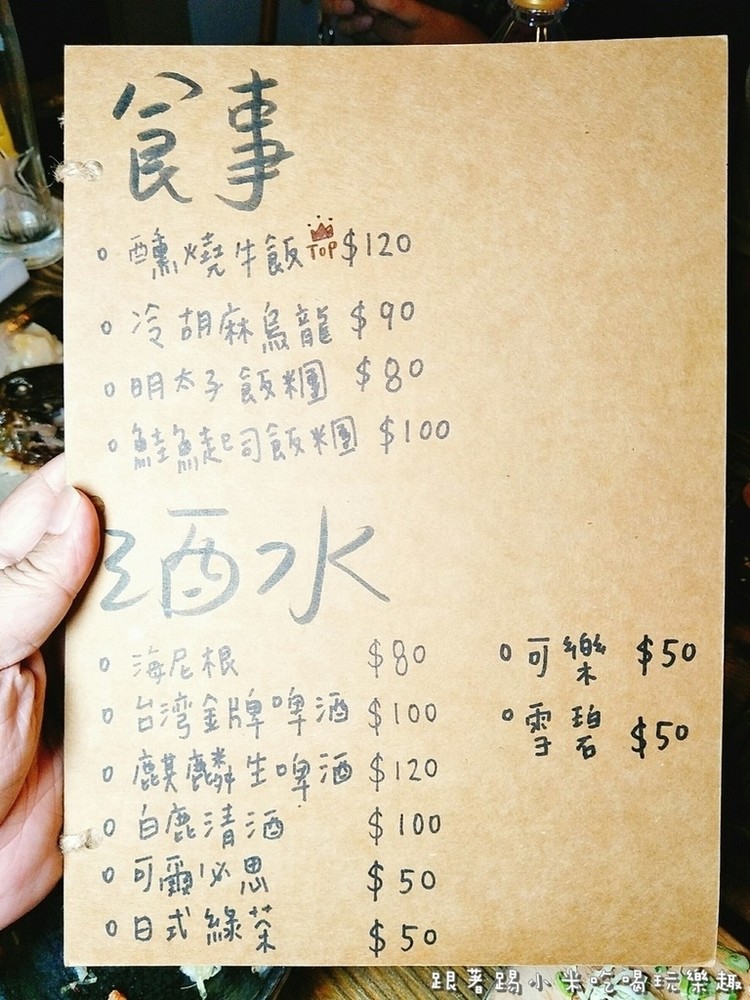 食事
醺燒牛飯 TOP $120
冷胡麻烏龍 $90
明太子飯糰 $80
鮭魚起司飯糰 $100
酒水
海尼根 $80
台湾金牌啤酒 $100
麒麟生啤酒 $120
白鹿清酒 $100
可爾必思 $50
日式綠茶 $50
可樂 $50
雪碧 $50
跟著踢小米吃喝玩樂趣